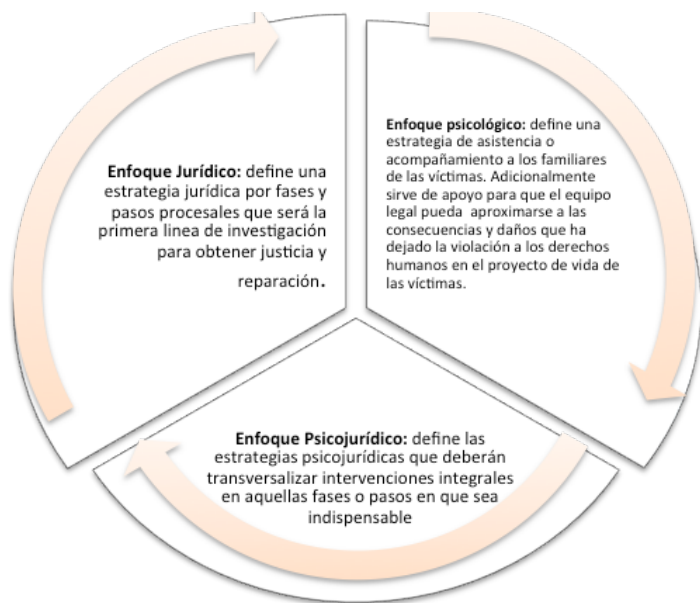 Enfoque Jurídico: define una
estrategia jurídica por fases y
pasos procesales que será la
primera linea de investigación
para obtener justicia y
reparación.
Enfoque psicológico: define una
estrategia de asistencia o
acompañamiento a los familiares
de las víctimas. Adicionalmente
sirve de apoyo para que el equipo
legal pueda aproximarse a las
consecuencias y daños que ha
dejado la violación a los derechos
humanos en el proyecto de vida de
las víctimas.
Enfoque Psicojurídico: define las
estrategias psicojurídicas que deberán
transversalizar intervenciones integrales
en aquellas fases o pasos en que sea
indispensable